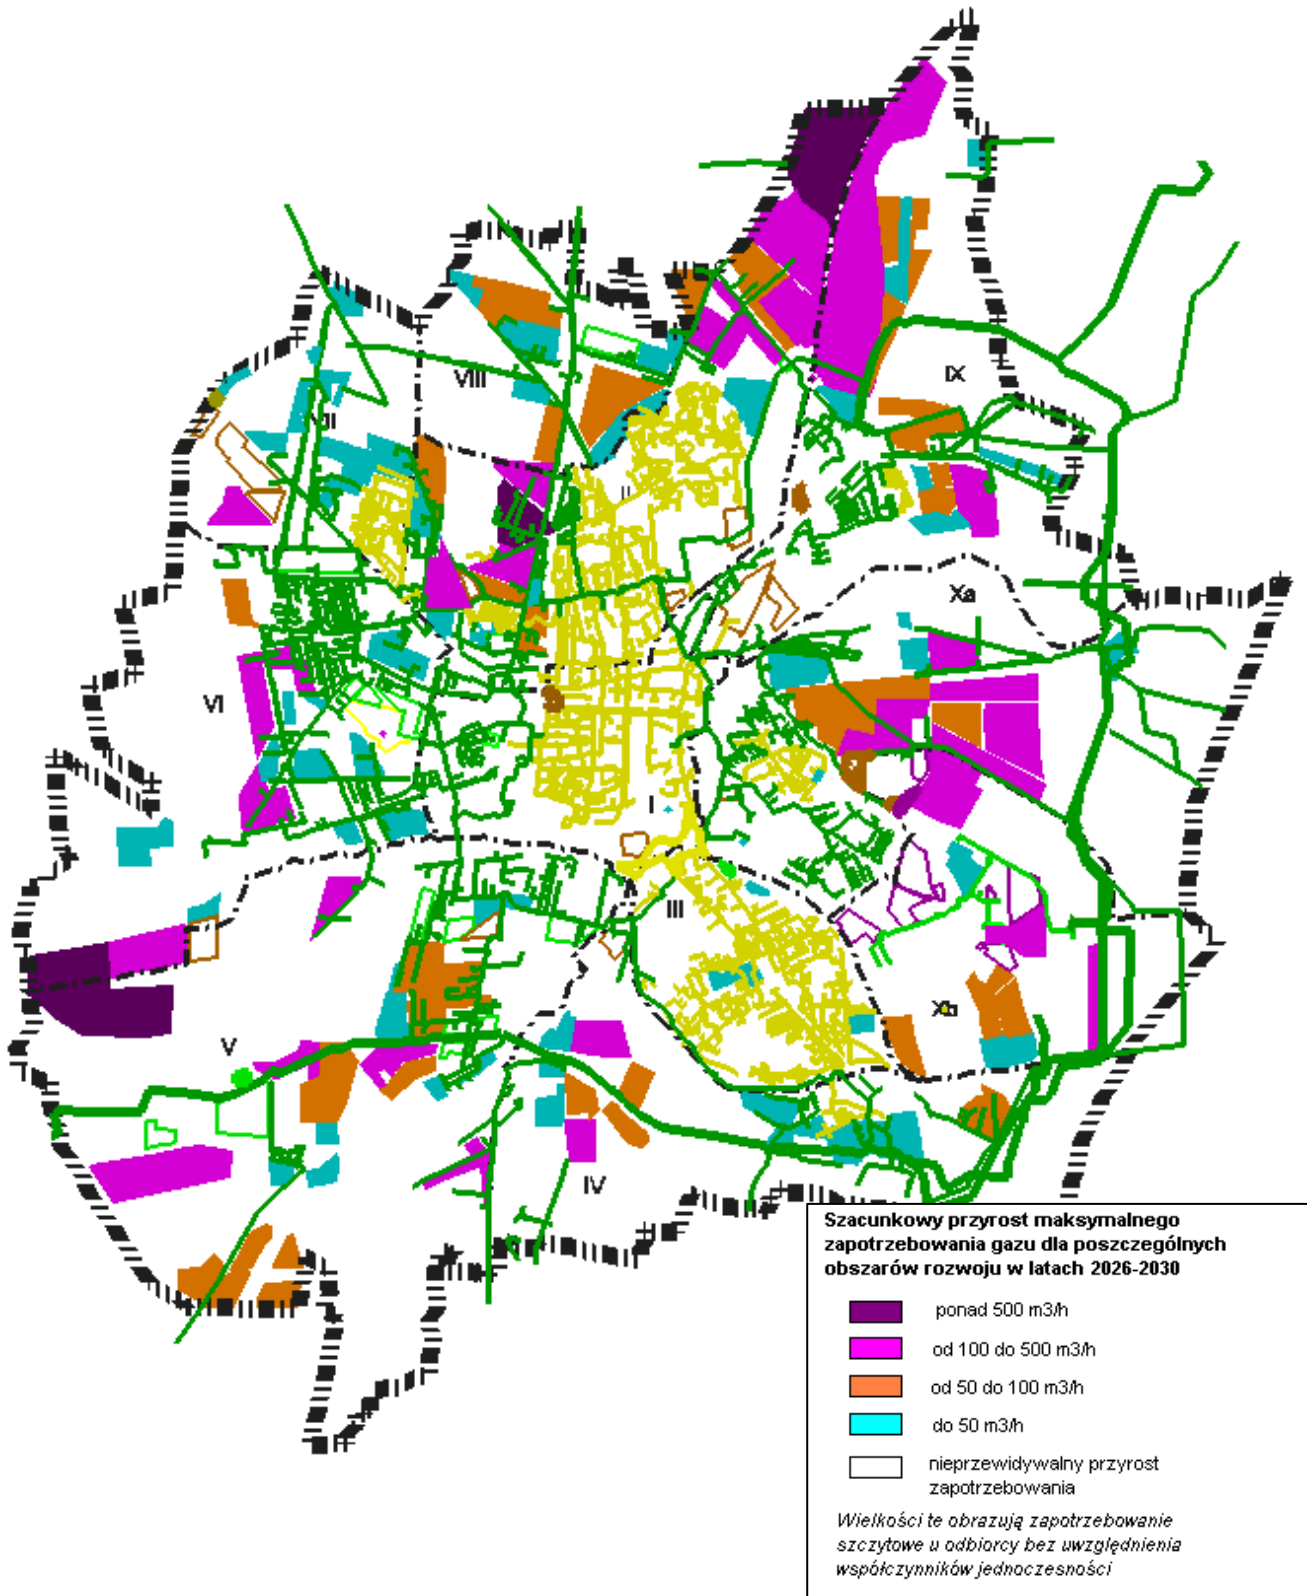 IX
VIII
VII
II
Xa
VI
I
III
Xb
V
IV
Szacunkowy przyrost maksymalnego
zapotrzebowania gazu dla poszczególnych
obszarów rozwoju w latach 2026-2030
ponad 500 m3/h
od 100 do 500 m3/h
od 50 do 100 m3/h
do 50 m3/h
nieprzewidywalny przyrost
zapotrzebowania
Wielkości te obrazują zapotrzebowanie
szczytowe u odbiorcy bez uwzględnienia
współczynników jednoczesności